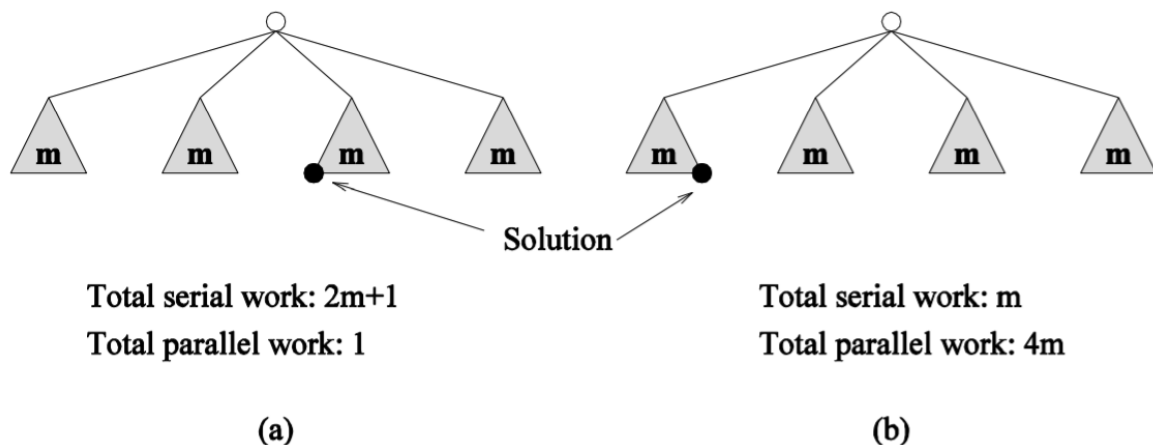 m m m m
m m m m
Solution
Total serial work: 2m+1
Total parallel work: 1
Total serial work: m
Total parallel work: 4m
(a)
(b)